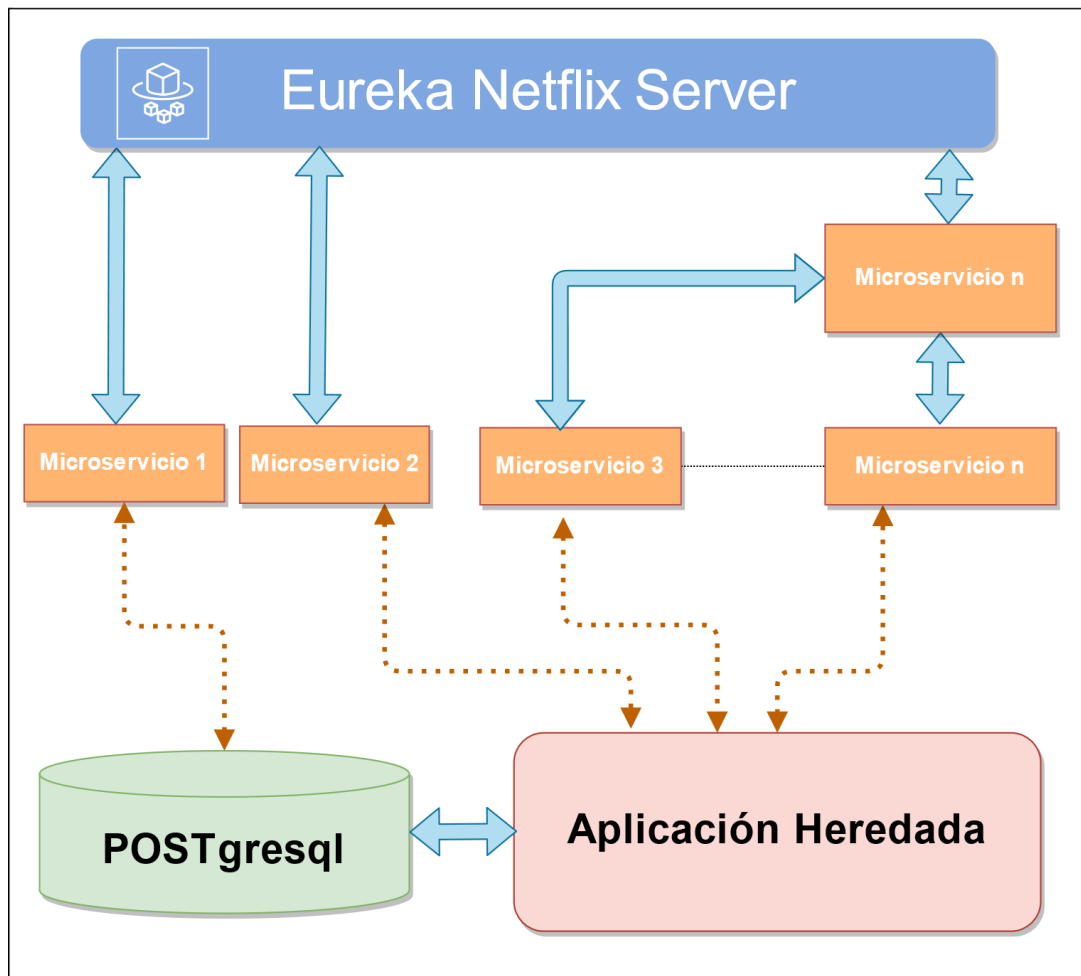 Eureka Netflix Server
Microservicio n
Microservicio 1
Microservicio 2
Microservicio 3
Microservicio n
POSTgresql
Aplicación Heredada